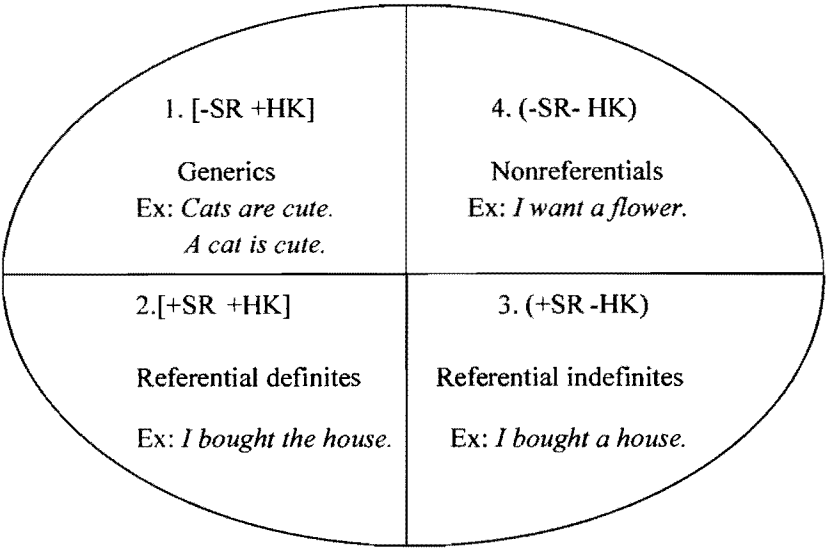 1. [-SR +HK]
Generics
Ex: Cats are cute.
A cat is cute.
4. (-SR- HK)
Nonreferentials
Ex: I want a flower.
2.[+SR +HK]
Referential definites
Ex: I bought the house.
3. (+SR -HK)
Referential indefinites
Ex: I bought a house.